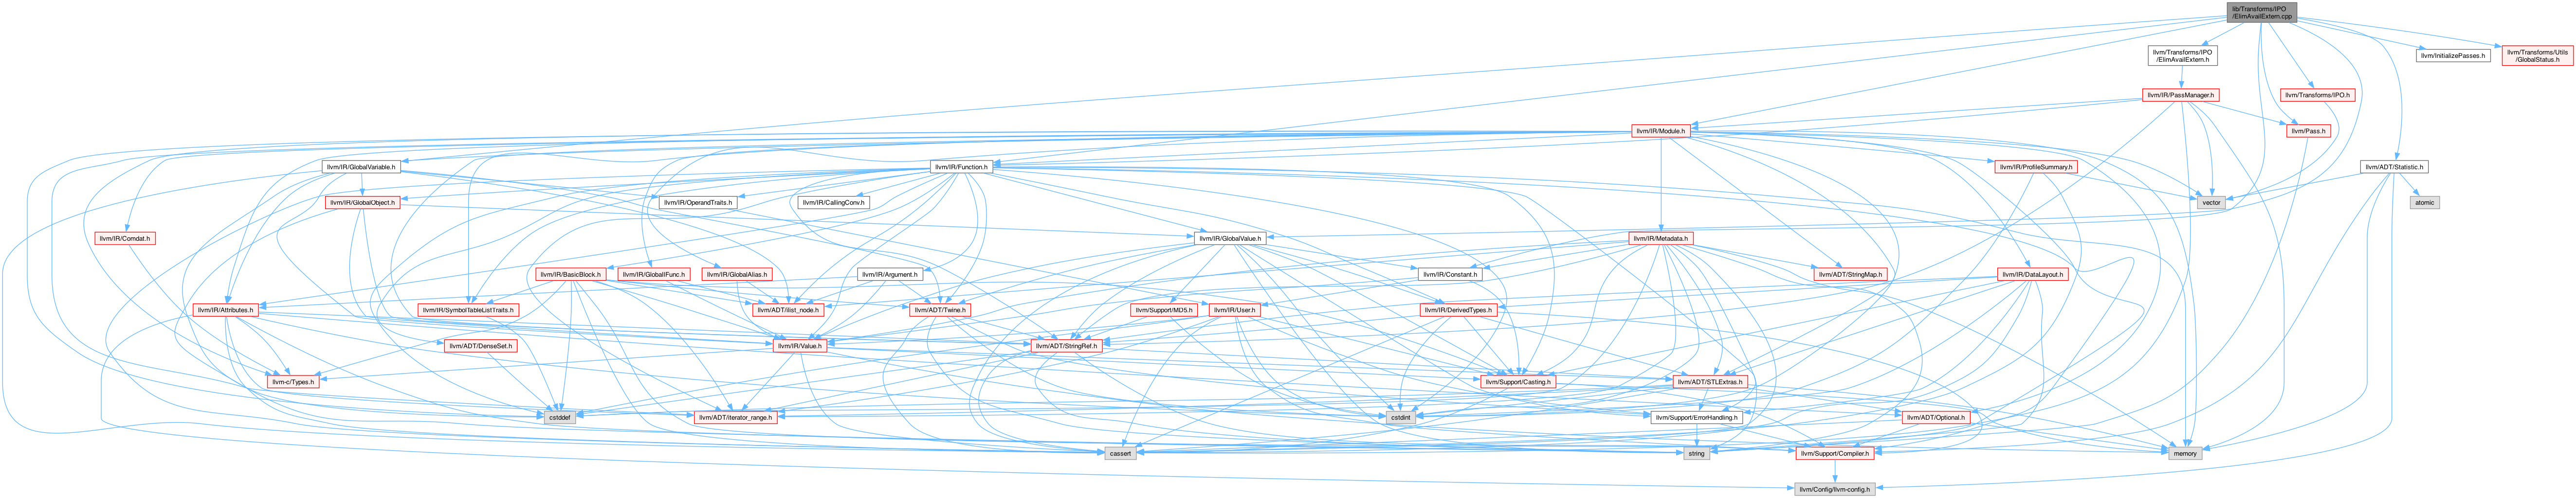 lib/Transforms/IPO
/ElimAvailExtern.cpp
llvm/Transforms/IPO
/ElimAvailExtern.h
llvm/InitializePasses.h
llvm/Transforms/Utils
/GlobalStatus.h
llvm/IR/PassManager.h
llvm/Transforms/IPO.h
llvm/IR/Module.h
llvm/Pass.h
llvm/IR/GlobalVariable.h
llvm/IR/Function.h
llvm/IR/ProfileSummary.h
llvm/ADT/Statistic.h
llvm/IR/GlobalObject.h
llvm/IR/OperandTraits.h
llvm/IR/CallingConv.h
vector
atomic
llvm/IR/Comdat.h
llvm/IR/GlobalValue.h
llvm/IR/Metadata.h
llvm/IR/BasicBlock.h
llvm/IR/GlobalIFunc.h
llvm/IR/GlobalAlias.h
llvm/IR/Argument.h
llvm/IR/Constant.h
llvm/ADT/StringMap.h
llvm/IR/DataLayout.h
llvm/IR/Attributes.h
llvm/IR/SymbolTableListTraits.h
llvm/ADT/ilist_node.h
llvm/ADT/Twine.h
llvm/Support/MD5.h
llvm/IR/User.h
llvm/IR/DerivedTypes.h
llvm/ADT/DenseSet.h
llvm/IR/Value.h
llvm/ADT/StringRef.h
llvm-c/Types.h
llvm/Support/Casting.h
llvm/ADT/STLExtras.h
cstddef
llvm/ADT/iterator_range.h
cstdint
llvm/Support/ErrorHandling.h
llvm/ADT/Optional.h
cassert
string
llvm/Support/Compiler.h
memory
llvm/Config/llvm-config.h